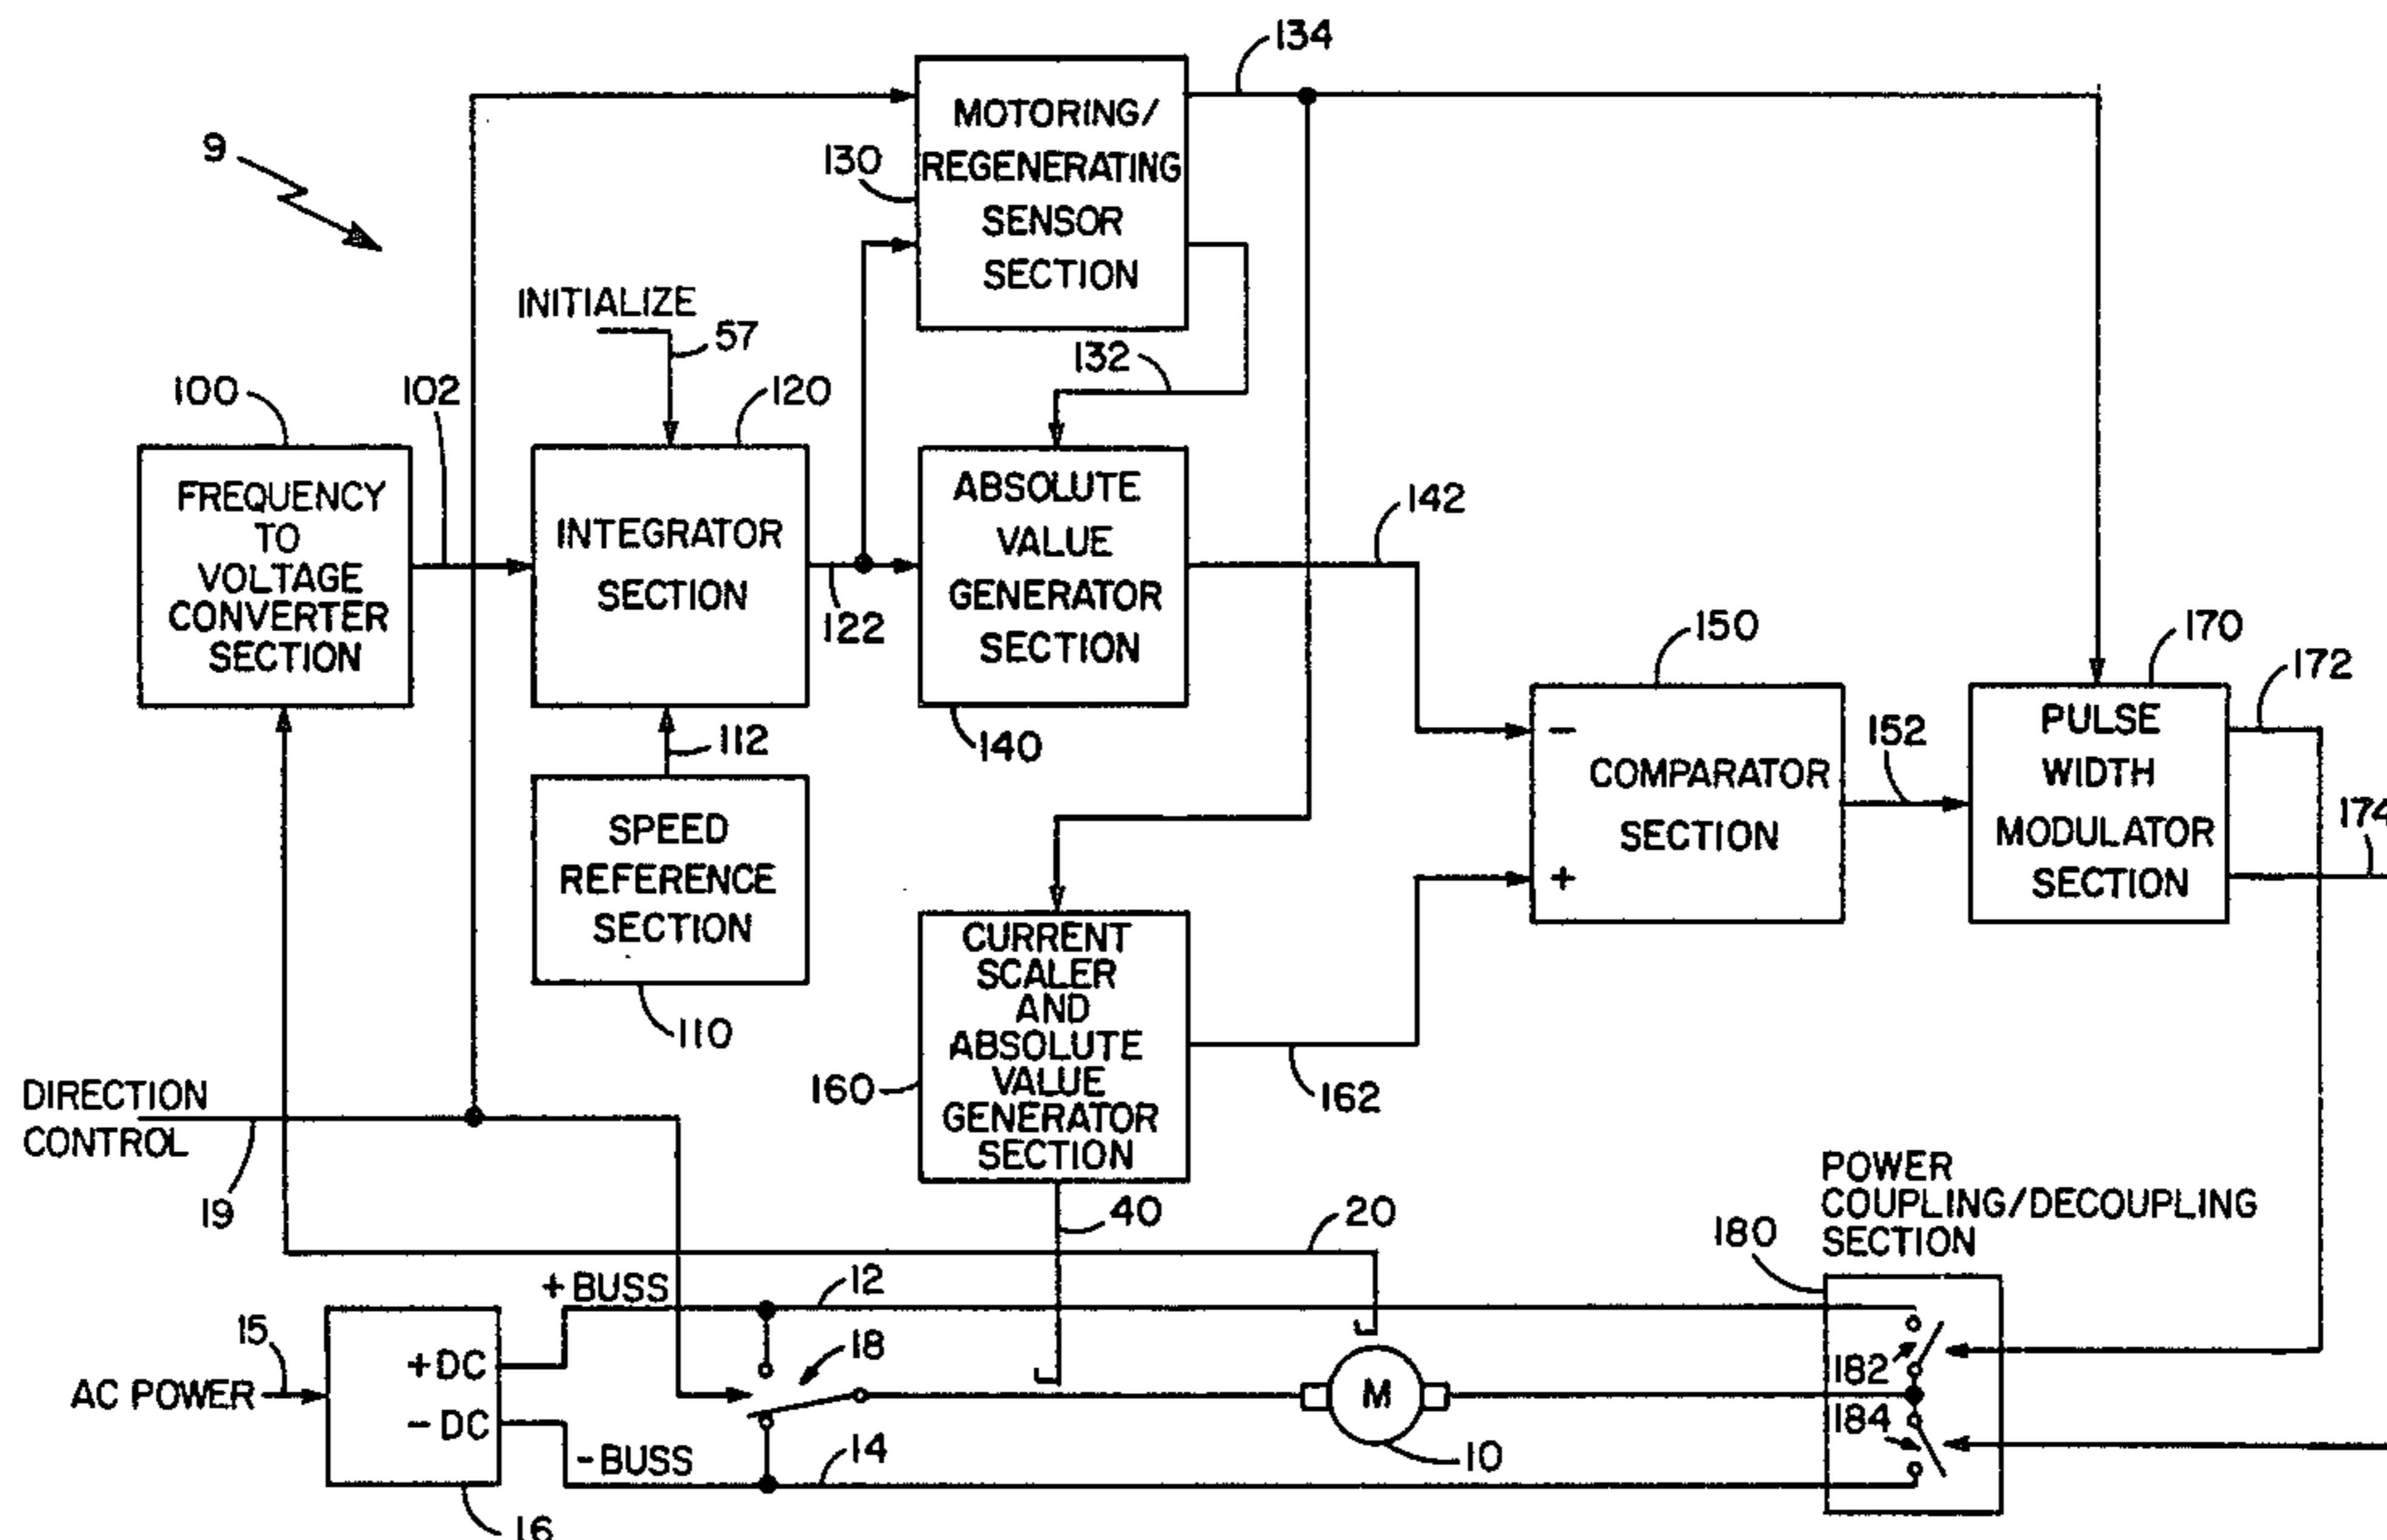 134
9
MOTORING/
REGENERATING
SENSOR
SECTION
130
INITIALIZE
57
132
100
102
120
FREQUENCY
TO
VOLTAGE
CONVERTER
SECTION
INTEGRATOR
SECTION
122
ABSOLUTE
VALUE
GENERATOR
SECTION
142
140
112
150
170
172
SPEED
REFERENCE
SECTION
110
−
COMPARATOR
SECTION
+
152
PULSE
WIDTH
MODULATOR
SECTION
174
CURRENT
SCALER
AND
ABSOLUTE
VALUE
GENERATOR
SECTION
160
162
DIRECTION
CONTROL
19
40
20
POWER
COUPLING/DECOUPLING
SECTION
180
+ BUSS
12
15
AC POWER
+DC
− DC
18
M
182
184
− BUSS
14
10
16